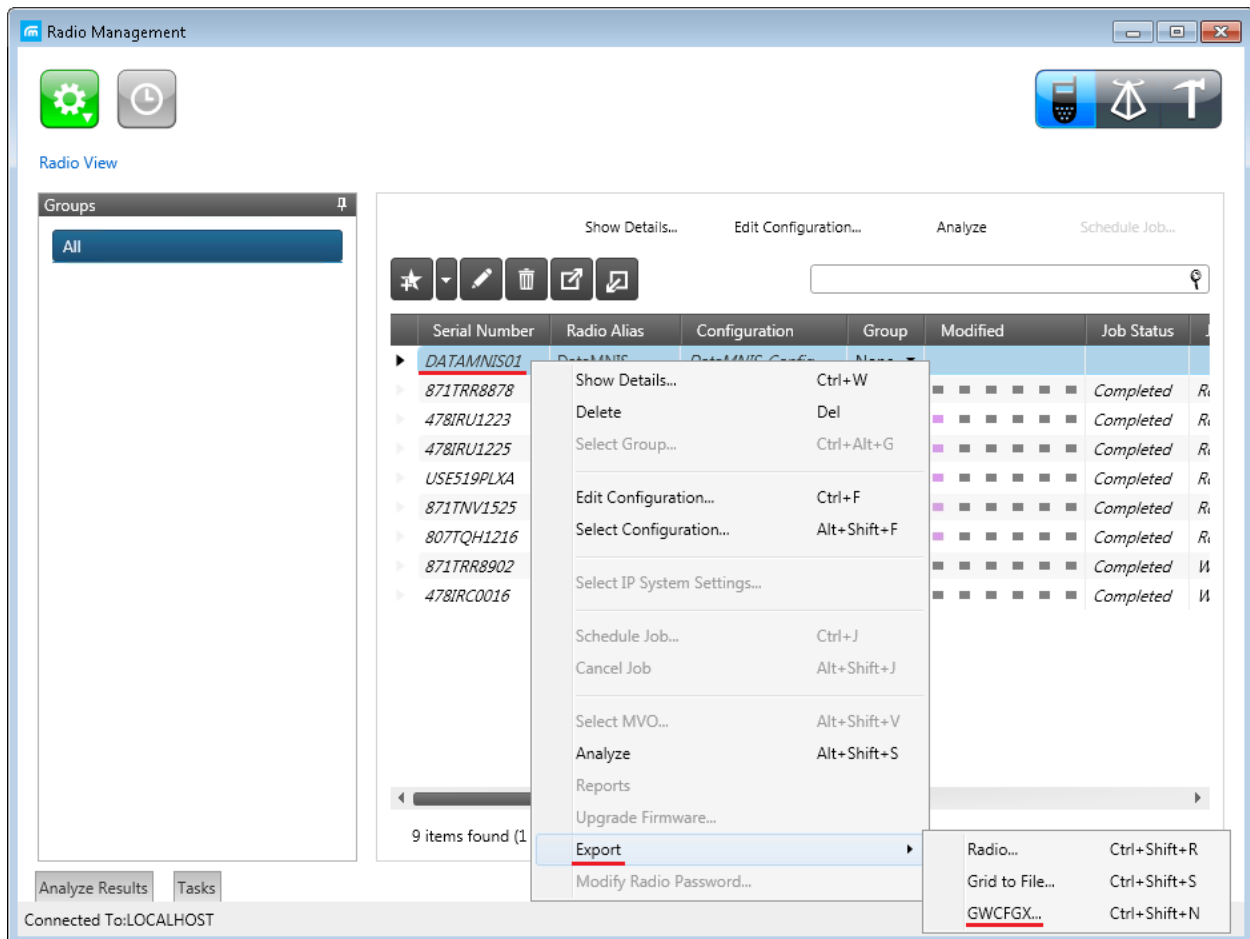 Radio Management
Radio View
Groups
All
Show Details... Edit Configuration... Analyze Schedule Job...
Serial Number Radio Alias Configuration Group Modified Job Status
DATAMNIS01 DataMNIS DataMNIS Config None
871TRR8878 Completed
478IRU1223 Completed
478IRU1225 Completed
USE519PLXA Completed
871TNV1525 Completed
807TQH1216 Completed
871TRR8902 Completed
478IRC0016 Completed
Show Details... Ctrl+W
Delete Del
Select Group... Ctrl+Alt+G
Edit Configuration... Ctrl+F
Select Configuration... Alt+Shift+F
Select IP System Settings...
Schedule Job... Ctrl+J
Cancel Job Alt+Shift+J
Select MVO... Alt+Shift+V
Analyze Alt+Shift+S
Reports
Upgrade Firmware...
Export
Modify Radio Password...
Radio... Ctrl+Shift+R
Grid to File... Ctrl+Shift+S
GWCFGX... Ctrl+Shift+N
9 items found (1
Analyze Results Tasks
Connected To:LOCALHOST